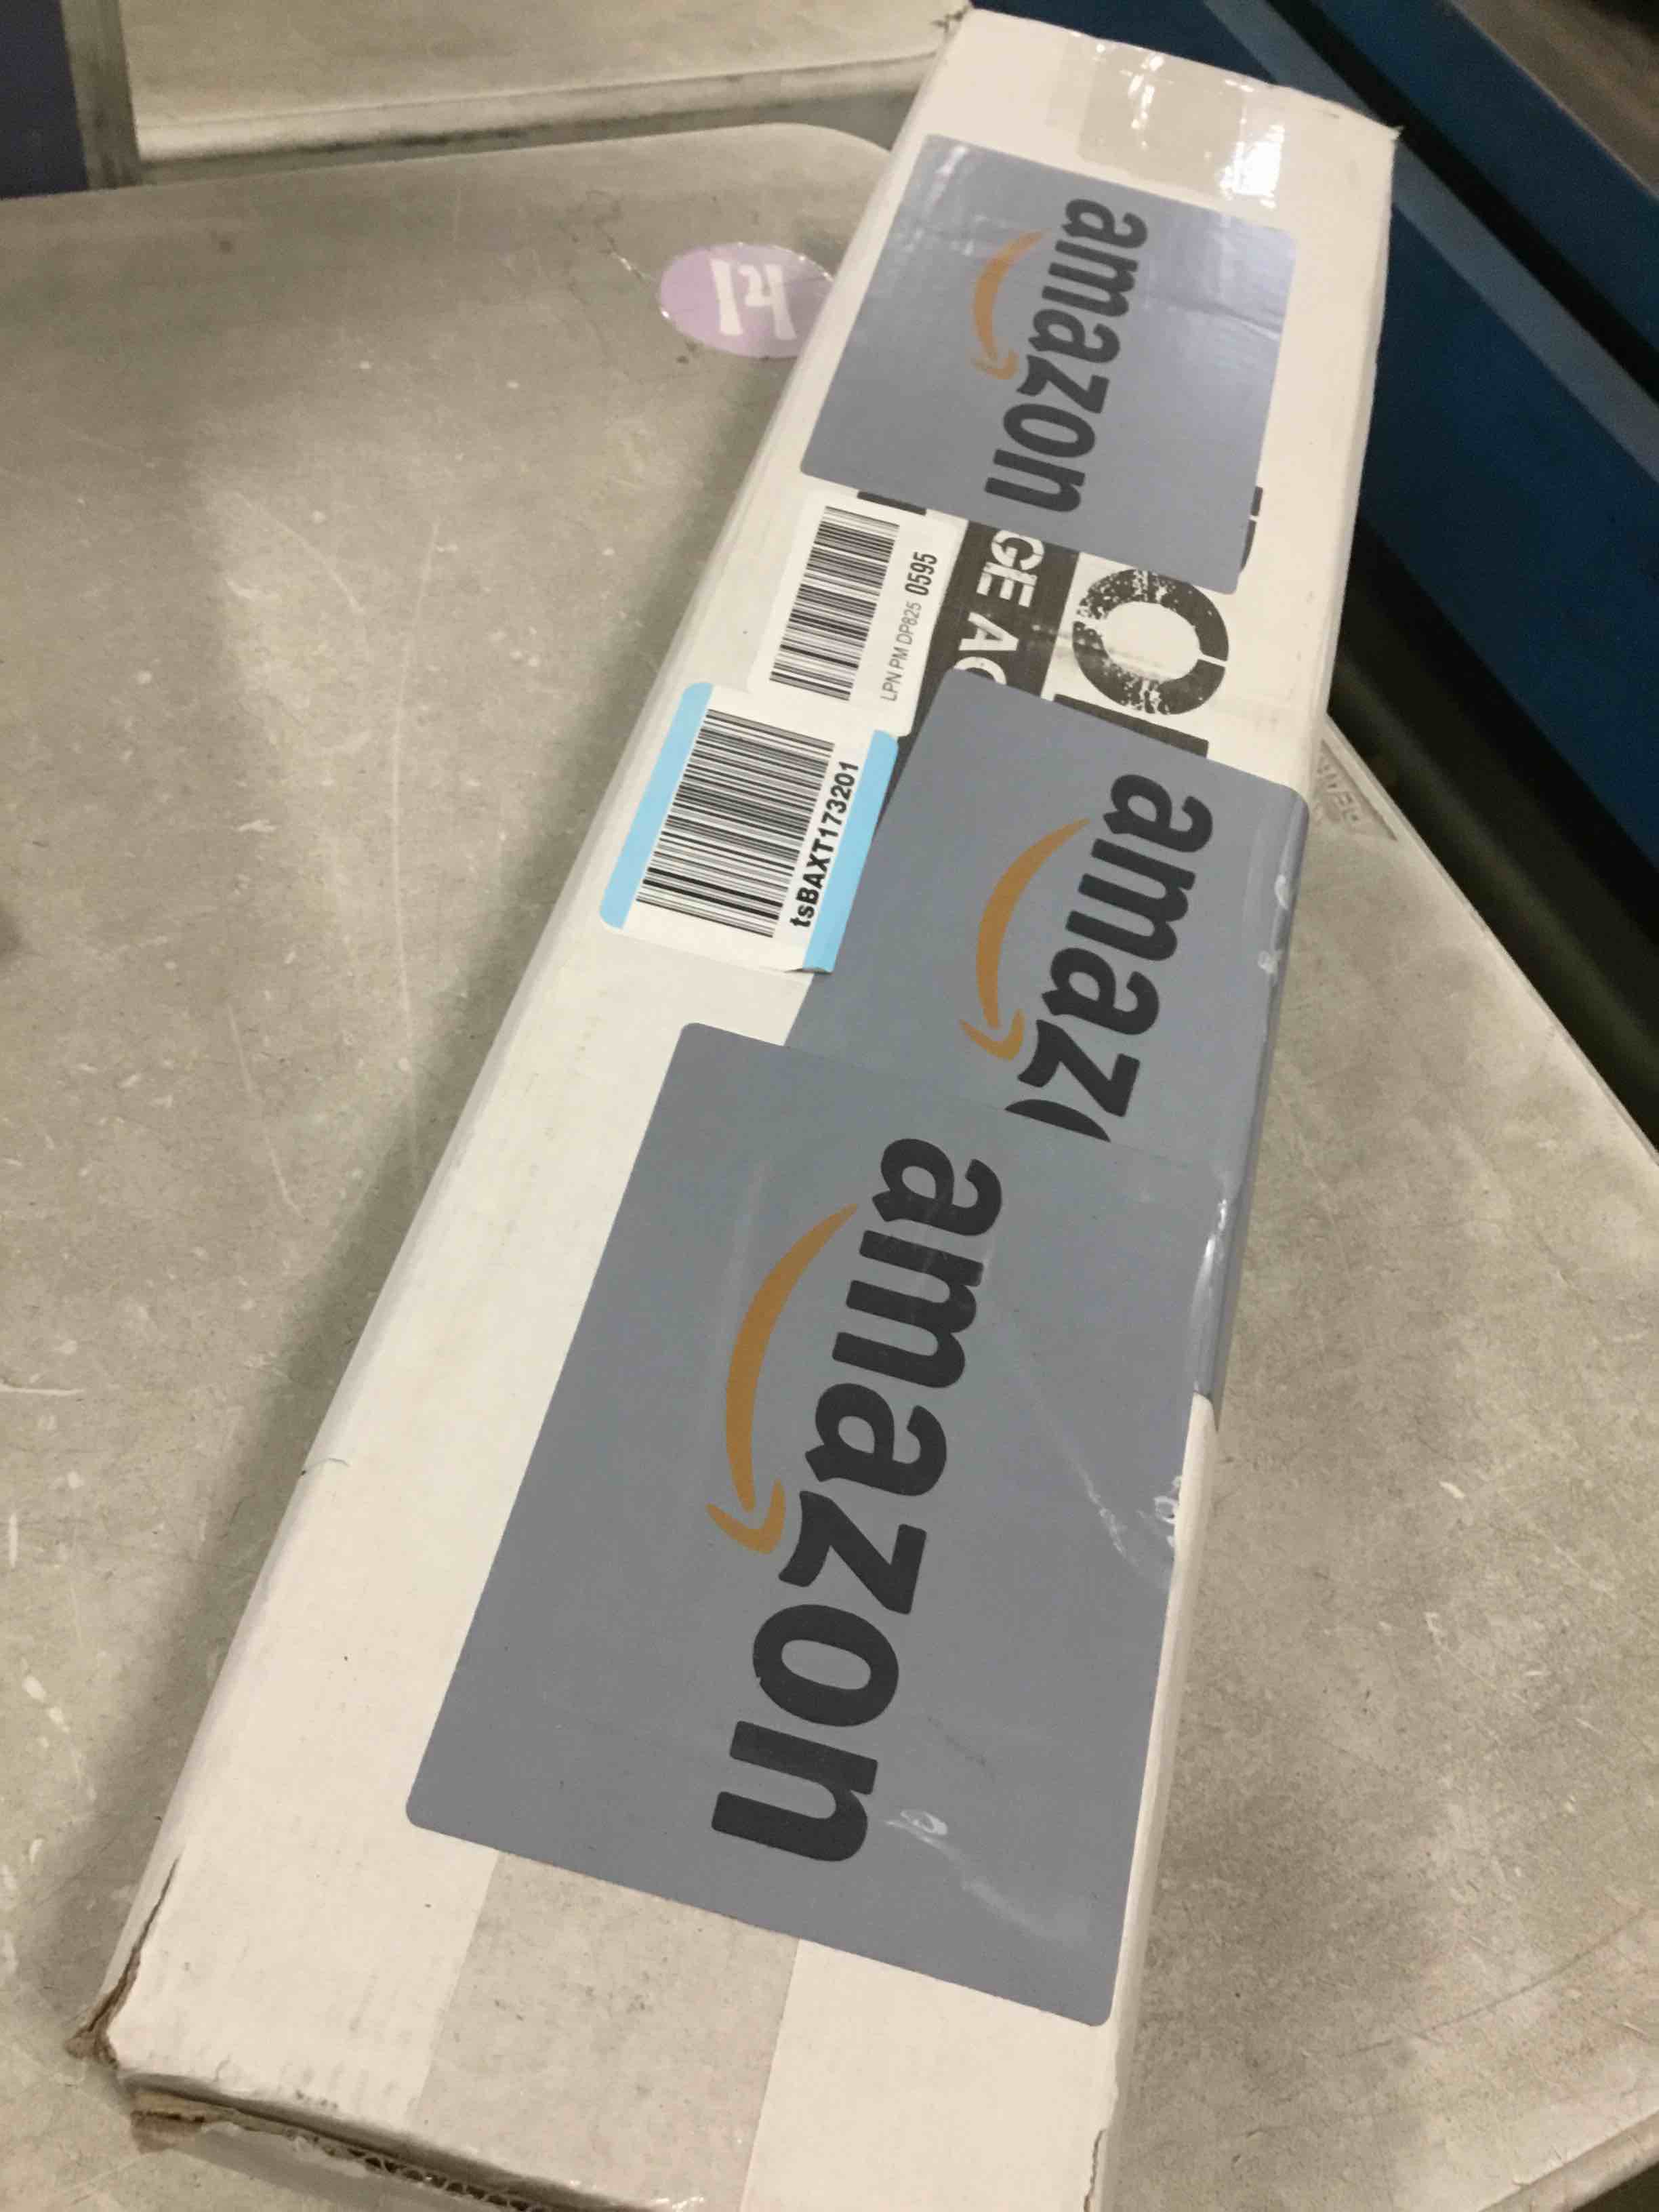 14
amazon
GE AC
LPN PM DP825 0595
tsBAXT173201
amaz
amazon